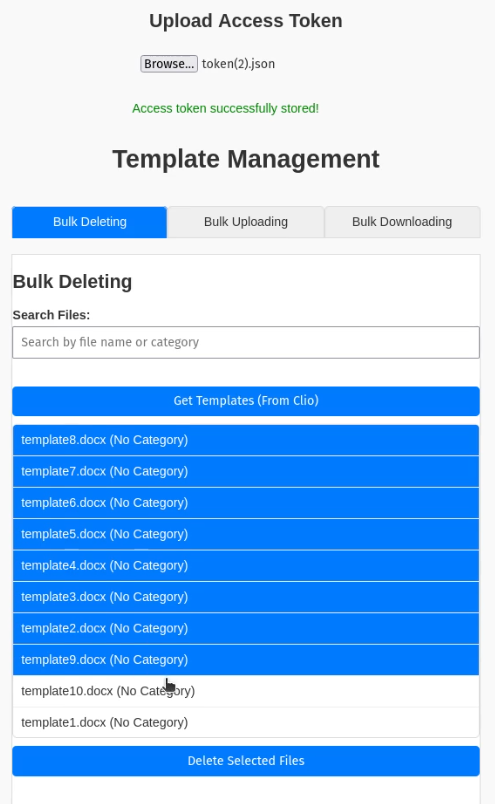 Upload Access Token
Browse... token(2).json
Access token successfully stored!
Template Management
Bulk Deleting Bulk Uploading Bulk Downloading
Bulk Deleting
Search Files:
Search by file name or category
Get Templates (From Clio)
template8.docx (No Category)
template7.docx (No Category)
template6.docx (No Category)
template5.docx (No Category)
template4.docx (No Category)
template3.docx (No Category)
template2.docx (No Category)
template9.docx (No Category)
template10.docx (No Category)
template1.docx (No Category)
Delete Selected Files